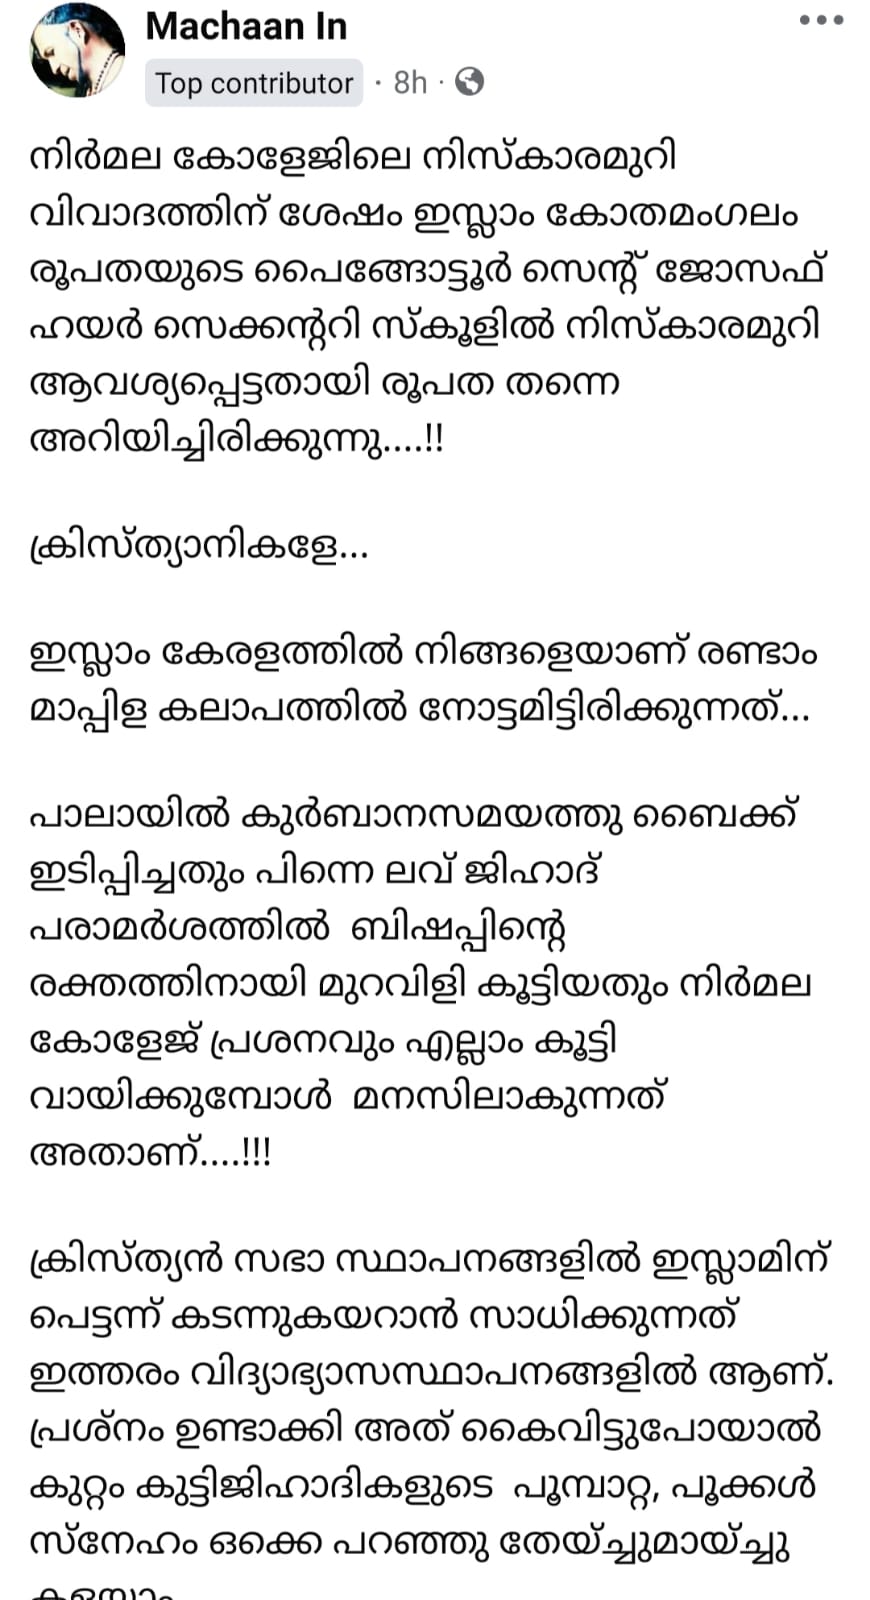 Machaan In
Top contributor · 8h ·
നിർമല കോളേജിലെ നിസ്കാരമുറി
വിവാദത്തിന് ശേഷം ഇസ്ലാം കോതമംഗലം
രൂപതയുടെ പൈങ്ങോട്ടൂർ സെന്റ് ജോസഫ്
ഹയർ സെക്കന്ററി സ്കൂളിൽ നിസ്കാരമുറി
ആവശ്യപ്പെട്ടതായി രൂപത തന്നെ
അറിയിച്ചിരിക്കുന്നു....!!
ക്രിസ്ത്യാനികളേ...
ഇസ്ലാം കേരളത്തിൽ നിങ്ങളെയാണ് രണ്ടാം
മാപ്പിള കലാപത്തിൽ നോട്ടമിട്ടിരിക്കുന്നത്...
പാലായിൽ കുർബാനസമയത്തു ബൈക്ക്
ഇടിപ്പിച്ചതും പിന്നെ ലവ് ജിഹാദ്
പരാമർശത്തിൽ  ബിഷപ്പിന്റെ
രക്തത്തിനായി മുറവിളി കൂട്ടിയതും നിർമല
കോളേജ് പ്രശനവും എല്ലാം കൂട്ടി
വായിക്കുമ്പോൾ  മനസിലാകുന്നത്
അതാണ്....!!!
ക്രിസ്ത്യൻ സഭാ സ്ഥാപനങ്ങളിൽ ഇസ്ലാമിന്
പെട്ടന്ന് കടന്നുകയറാൻ സാധിക്കുന്നത്
ഇത്തരം വിദ്യാഭ്യാസസ്ഥാപനങ്ങളിൽ ആണ്.
പ്രശ്നം ഉണ്ടാക്കി അത് കൈവിട്ടുപോയാൽ
കുറ്റം കുട്ടിജിഹാദികളുടെ  പൂമ്പാറ്റ, പൂക്കൾ
സ്നേഹം ഒക്കെ പറഞ്ഞു തേയ്ച്ചുമായ്ച്ചു